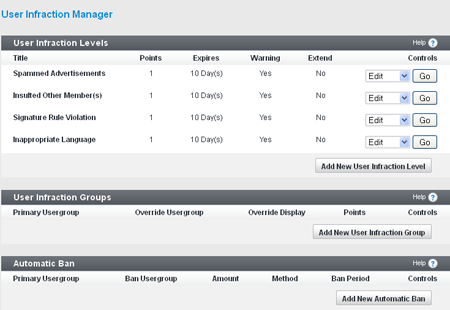 User Infraction Manager
User Infraction Levels Help ?
Title Points Expires Warning Extend Controls
Spammed Advertisements 1 10 Day(s) Yes No Edit Go
Insulted Other Member(s) 1 10 Day(s) Yes No Edit Go
Signature Rule Violation 1 10 Day(s) Yes No Edit Go
Inappropriate Language 1 10 Day(s) Yes No Edit Go
Add New User Infraction Level
User Infraction Groups Help ?
Primary Usergroup Override Usergroup Override Display Points Controls
Add New User Infraction Group
Automatic Ban Help ?
Primary Usergroup Ban Usergroup Amount Method Ban Period Controls
Add New Automatic Ban